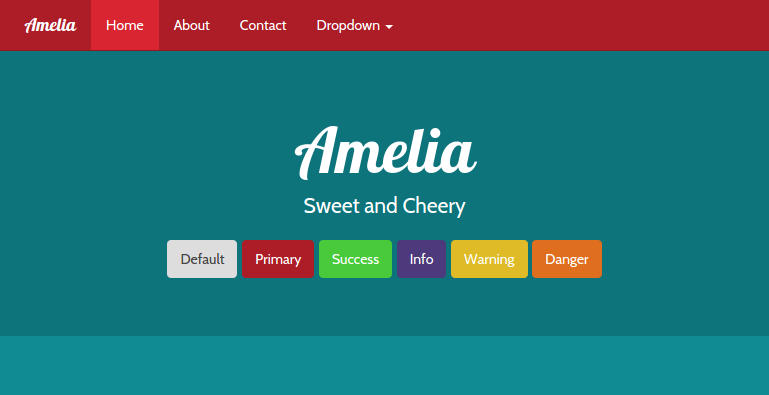 Amelia Home About Contact Dropdown
Amelia
Sweet and Cheery
Default Primary Success Info Warning Danger